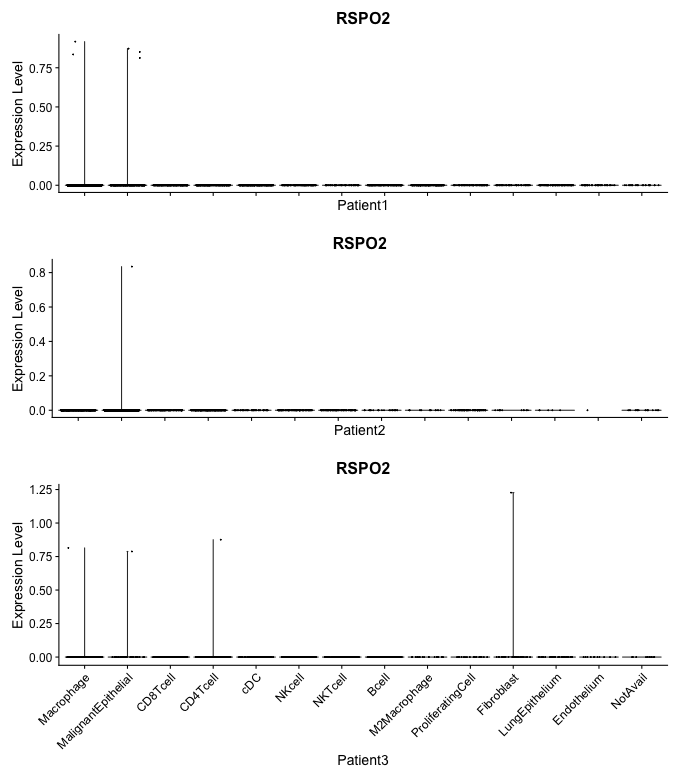 RSPO2
Expression Level
0.75
0.50
0.25
0.00
Patient1
RSPO2
Expression Level
0.8
0.6
0.4
0.2
0.0
Patient2
RSPO2
Expression Level
1.25
1.00
0.75
0.50
0.25
0.00
Macrophage
MalignantEpithelial
CD8Tcell
CD4Tcell
cDC
NKcell
NKTcell
Bcell
M2Macrophage
ProliferatingCell
Fibroblast
LungEpithelium
Endothelium
NotAvail
Patient3